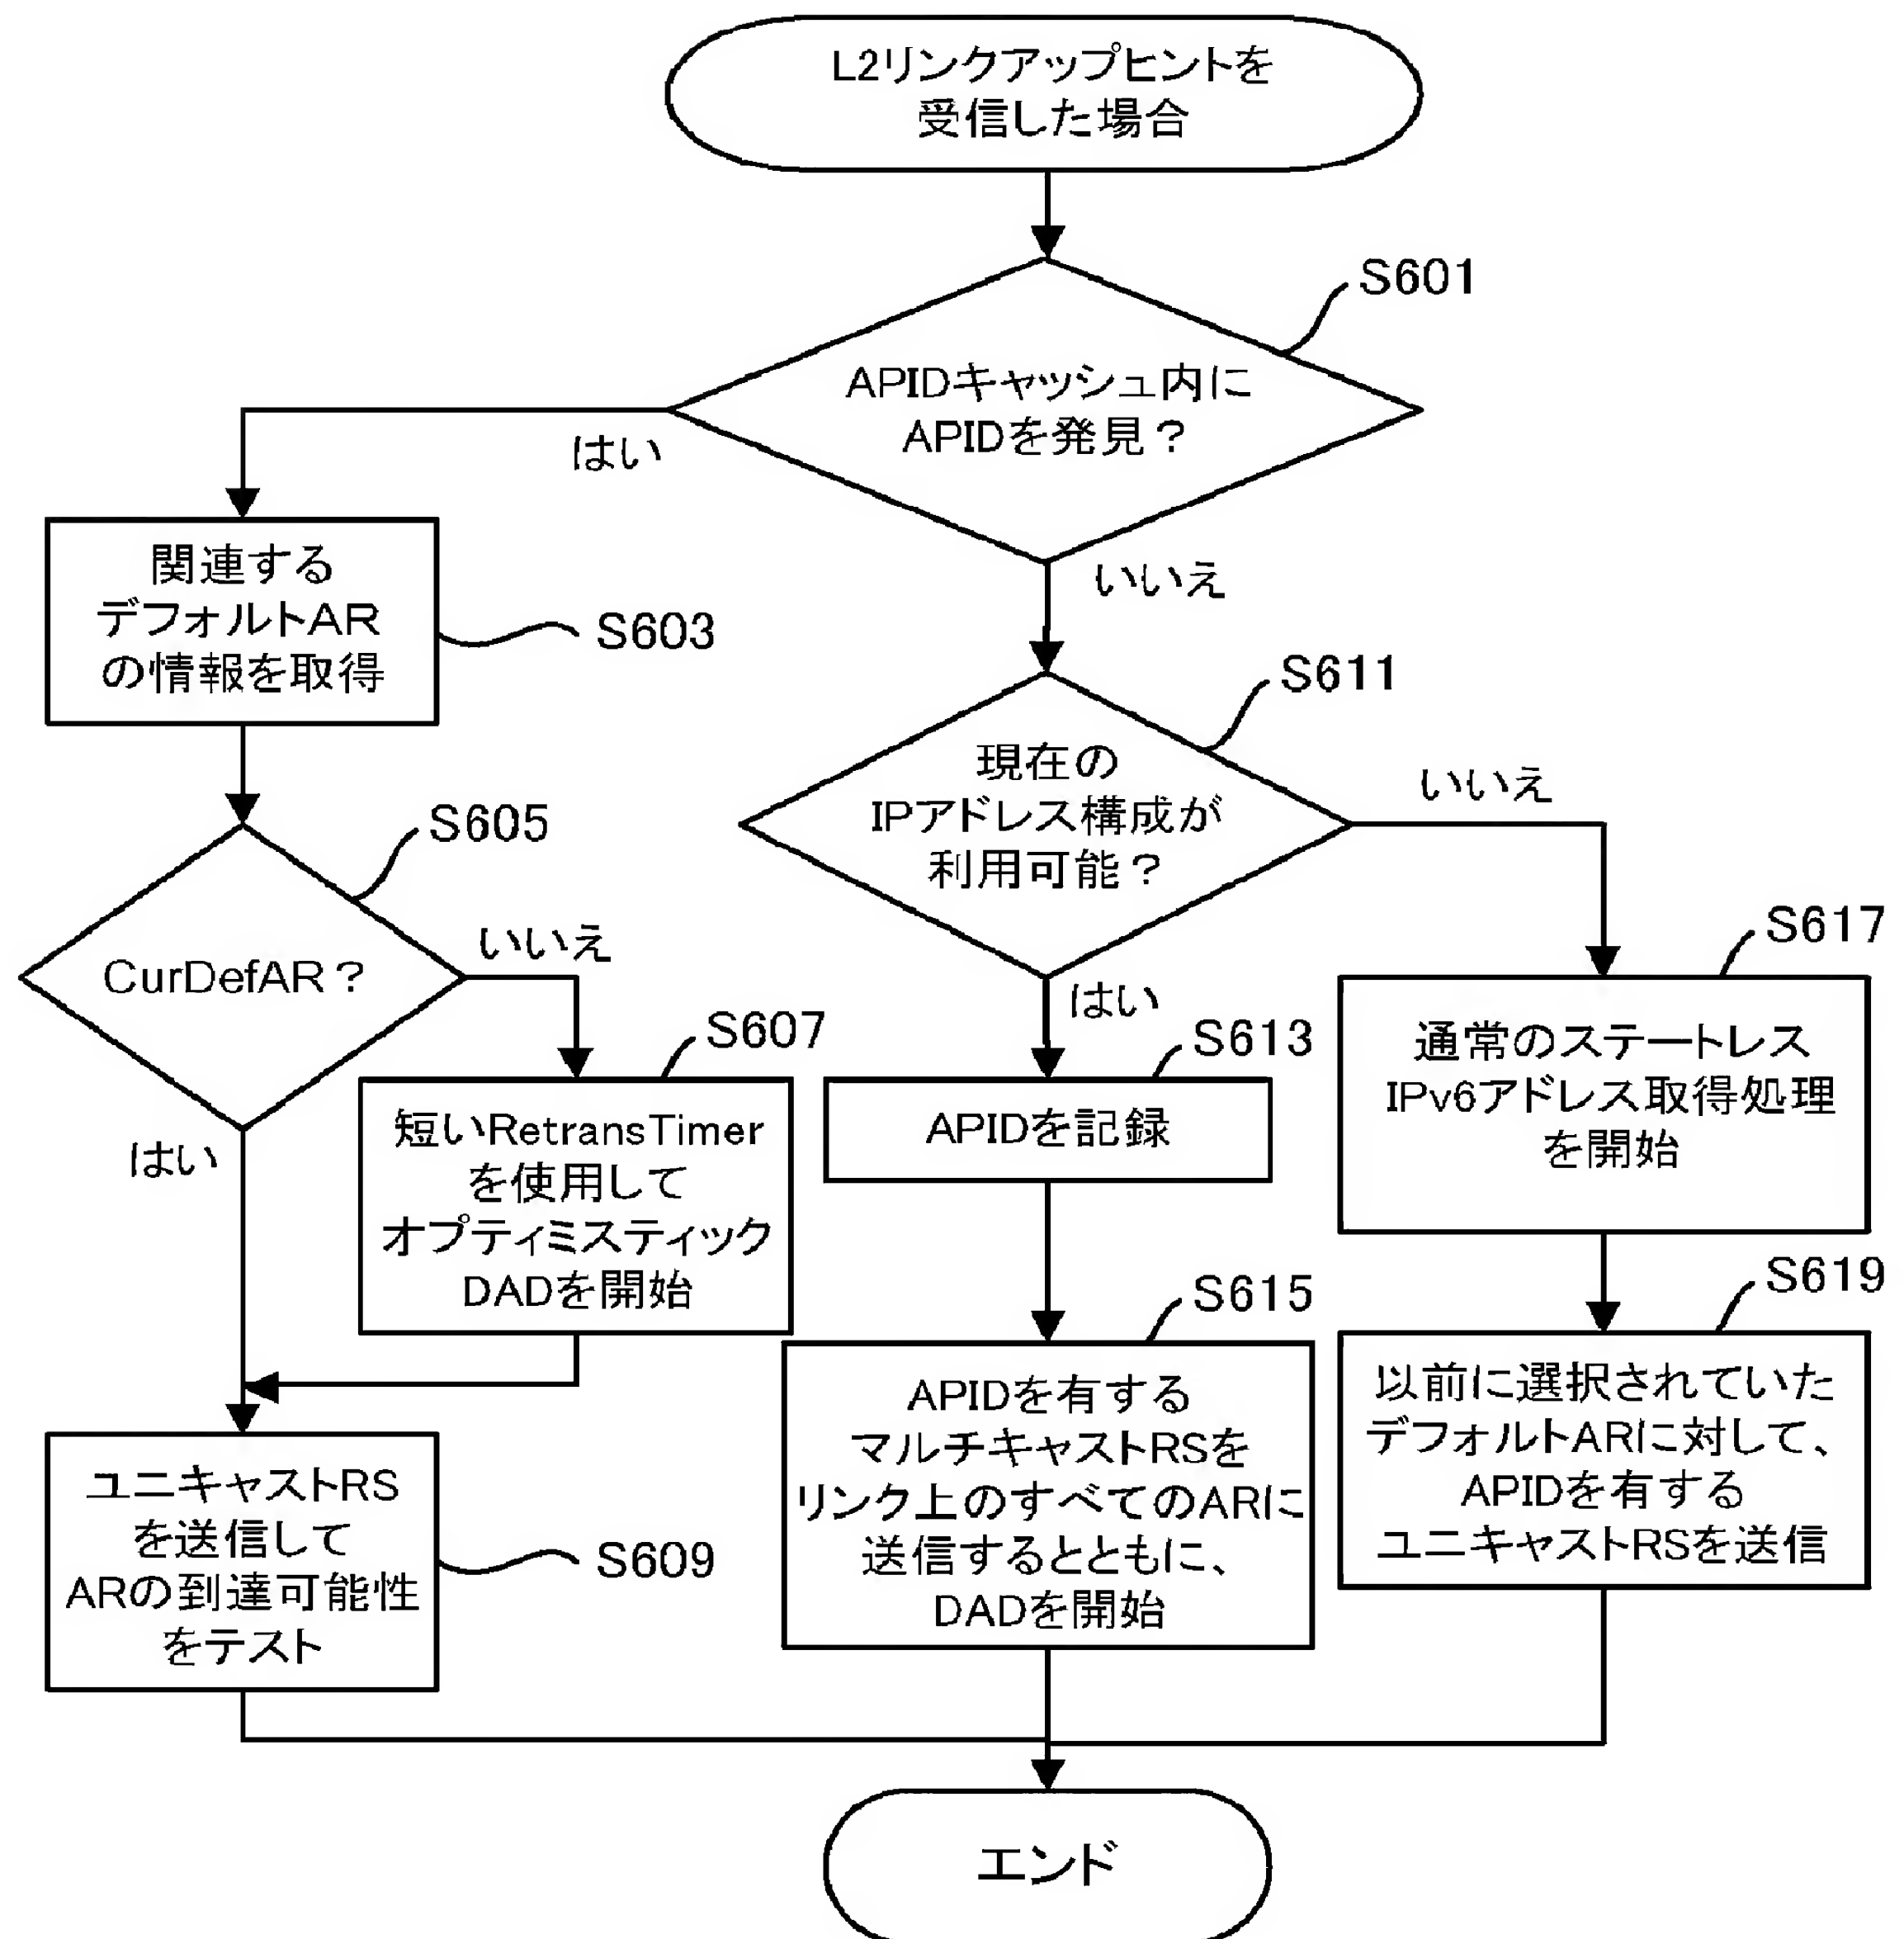 L2リンクアップヒントを
受信した場合
S601
APIDキャッシュ内に
APIDを発見？
はい
いいえ
関連する
デフォルトAR
の情報を取得
S603
S611
現在の
IPアドレス構成が
利用可能？
いいえ
はい
S605
CurDefAR？
いいえ
はい
S607
短いRetransTimer
を使用して
オプティミスティック
DADを開始
S613
APIDを記録
S617
通常のステートレス
IPv6アドレス取得処理
を開始
S615
APIDを有する
マルチキャストRSを
リンク上のすべてのARに
送信するとともに、
DADを開始
S619
以前に選択されていた
デフォルトARに対して、
APIDを有する
ユニキャストRSを送信
ユニキャストRS
を送信して
ARの到達可能性
をテスト
S609
エンド